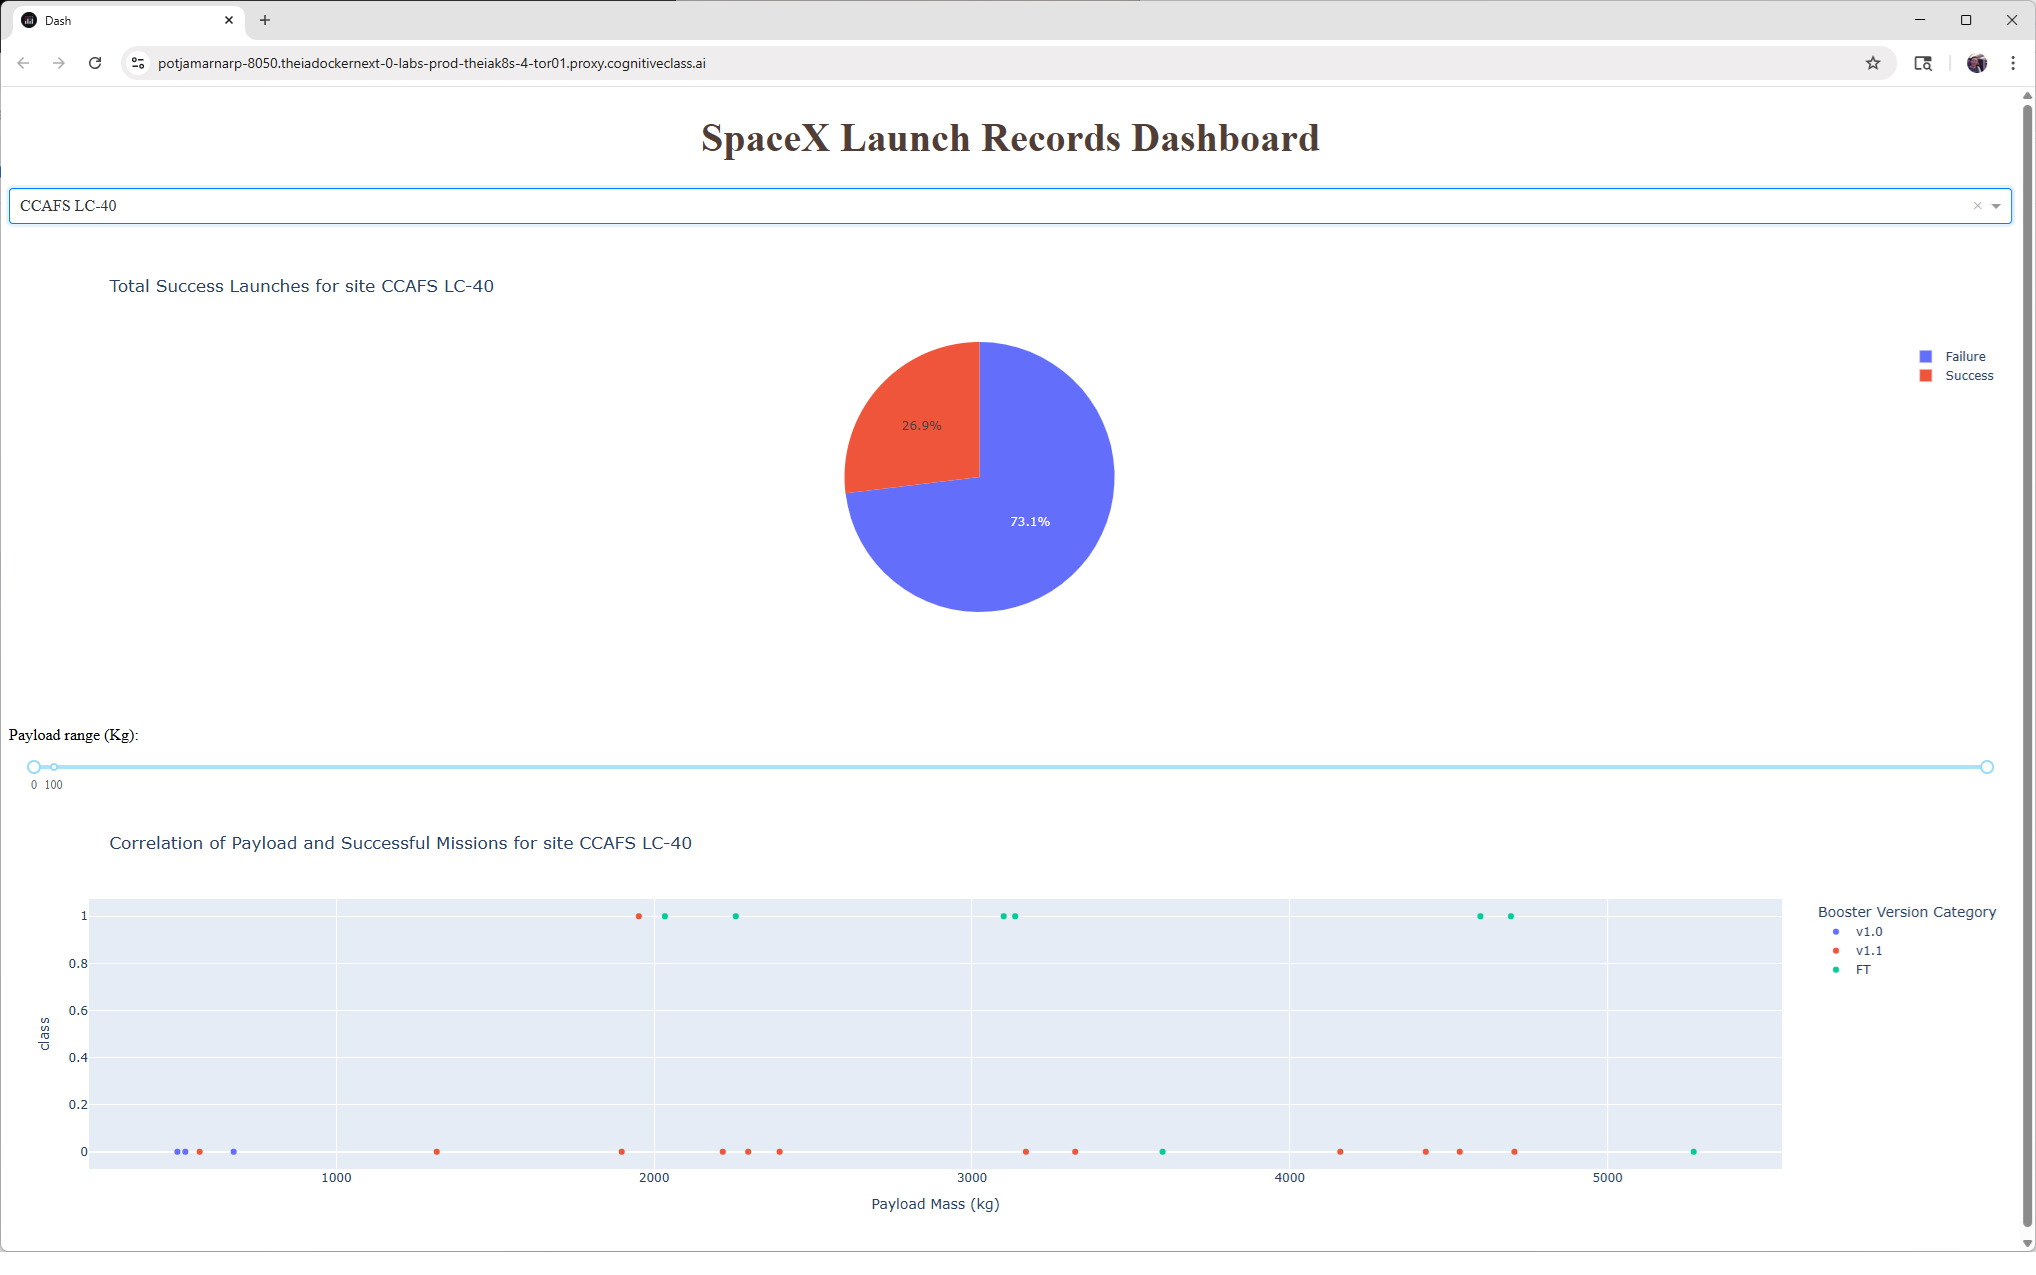 Dash
potjamarnarp-8050.theiadockernext-0-labs-prod-theiak8s-4-tor01.proxy.cognitiveclass.ai
SpaceX Launch Records Dashboard
CCAFS LC-40
Total Success Launches for site CCAFS LC-40
Failure
Success
26.9%
73.1%
Payload range (Kg):
0 100
Correlation of Payload and Successful Missions for site CCAFS LC-40
Booster Version Category
v1.0
v1.1
FT
1
0.8
0.6
0.4
0.2
0
class
1000 2000 3000 4000 5000
Payload Mass (kg)